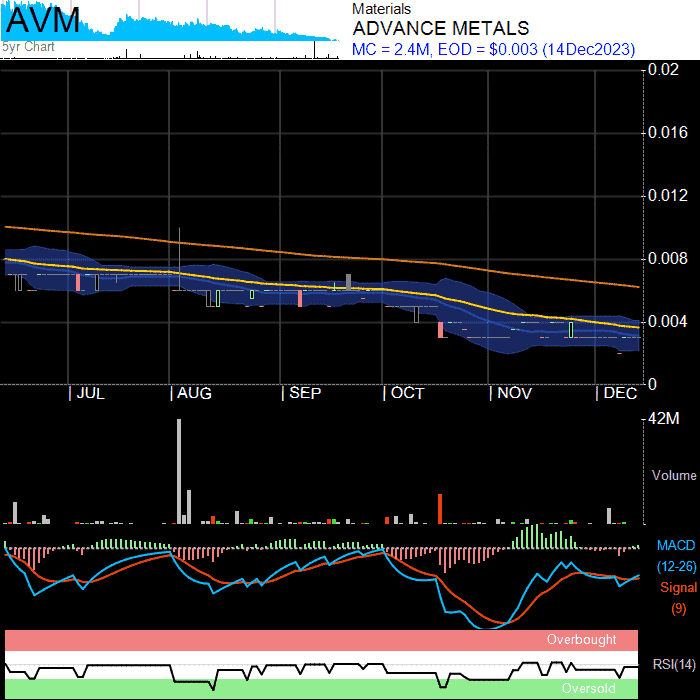 AVM
5yr Chart
Materials
ADVANCE METALS
MC = 2.4M, EOD = $0.003 (14Dec2023)
0.02
0.016
0.012
0.008
0.004
0
JUL
AUG
SEP
OCT
NOV
DEC
42M
Volume
MACD
(12-26)
Signal
(9)
Overbought
RSI(14)
Oversold